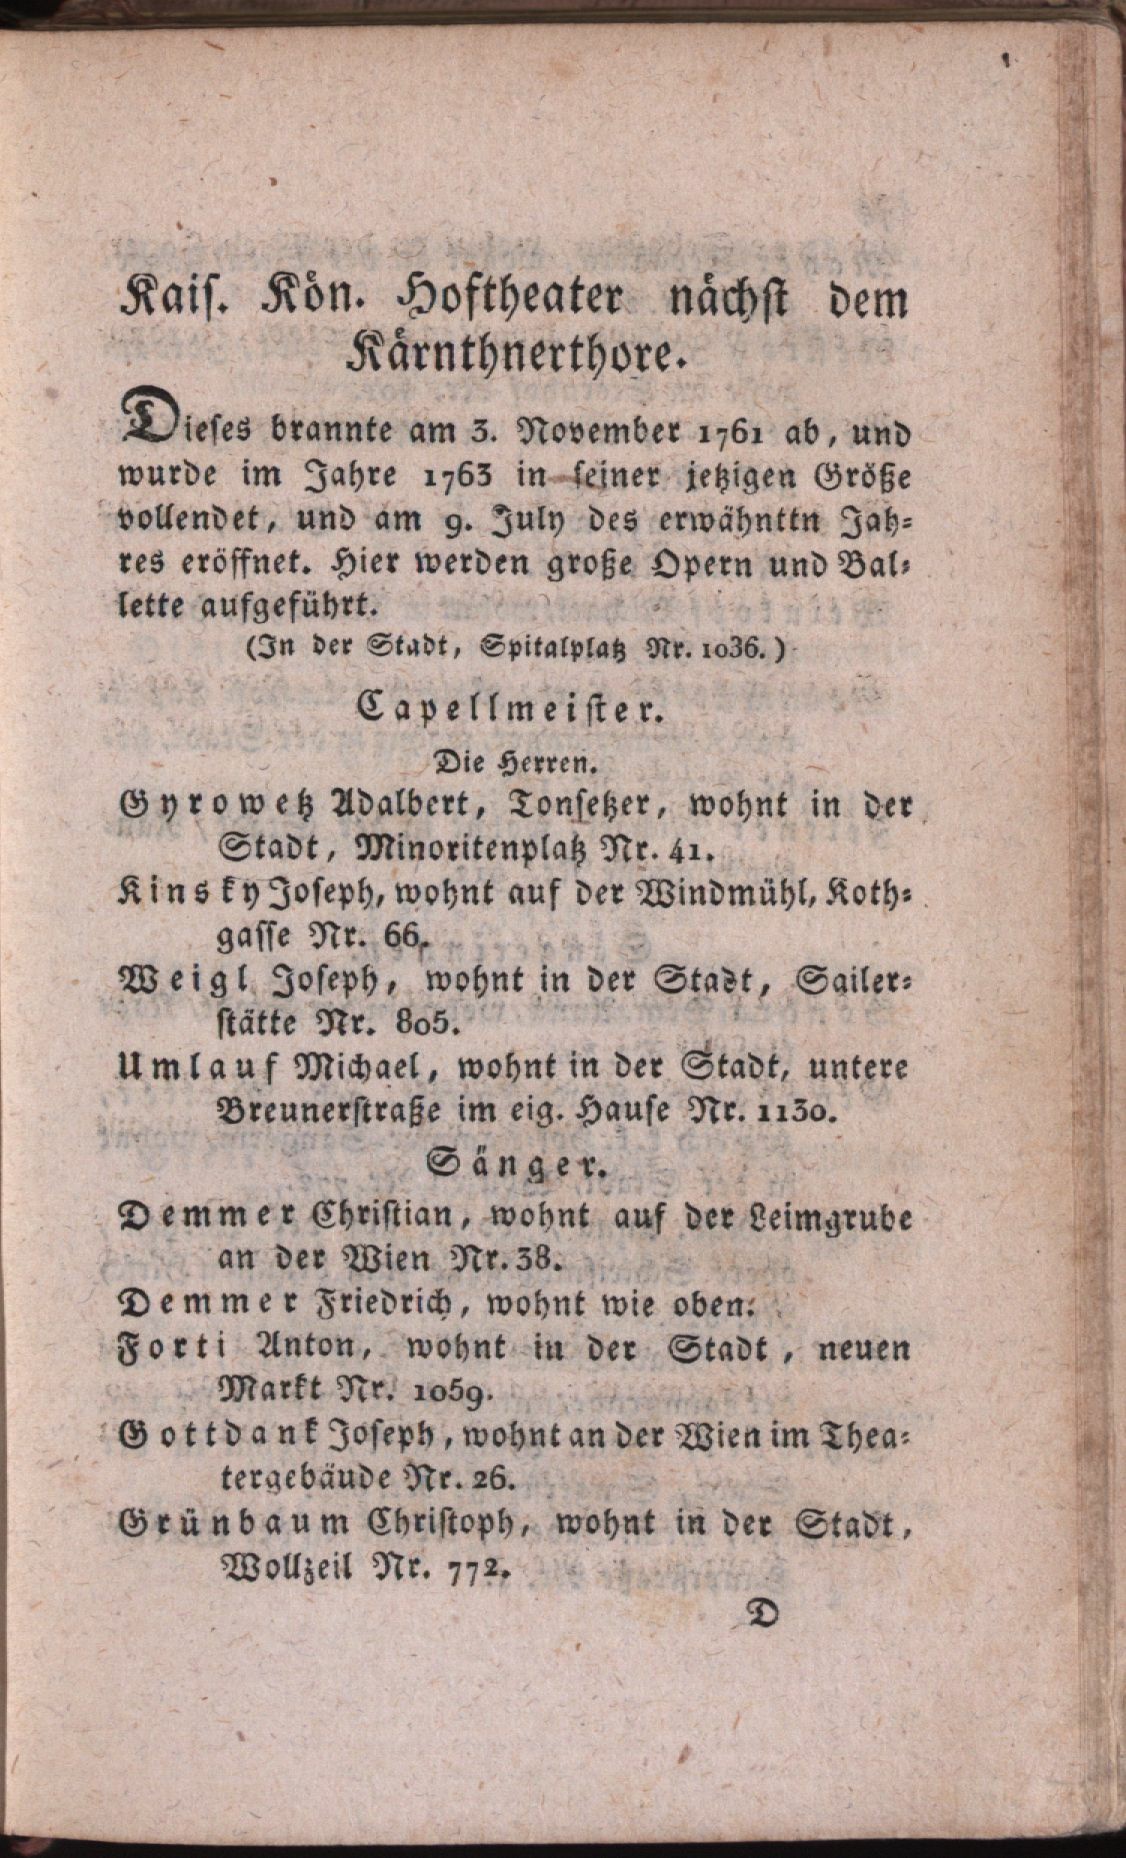 Kais. Kön. Hoftheater nächst dem
Kärnthnerthore.
Dieses brannte am 3. November 1761 ab, und
wurde im Jahre 1763 in seiner jetzigen Größe
vollendet, und am 9. July des erwähnttn Jah-
res eröffnet. Hier werden große Opern und Bal-
lette aufgeführt.
(In der Stadt, Spitalplatz Nr. 1036.)
Capellmeister.
Die Herren.
Gyrowetz Adalbert, Tonsetzer, wohnt in der
Stadt, Minoritenplatz Nr. 41.
Kinsky Joseph, wohnt auf der Windmühl, Koth-
gasse Nr. 66.
Weigl Joseph, wohnt in der Stadt, Sailer-
stätte Nr. 805.
Umlauf Michael, wohnt in der Stadt, untere
Breunerstraße im eig. Hause Nr. 1130.
Sänger.
Demmer Christian, wohnt auf der Leimgrube
an der Wien Nr. 38.
Demmer Friedrich, wohnt wie oben.
Forti Anton, wohnt in der Stadt, neuen
Markt Nr. 1059.
Gottdank Joseph, wohnt an der Wien im Thea-
tergebäude Nr. 26.
Grünbaum Christoph, wohnt in der Stadt,
Wollzeil Nr. 772.
D